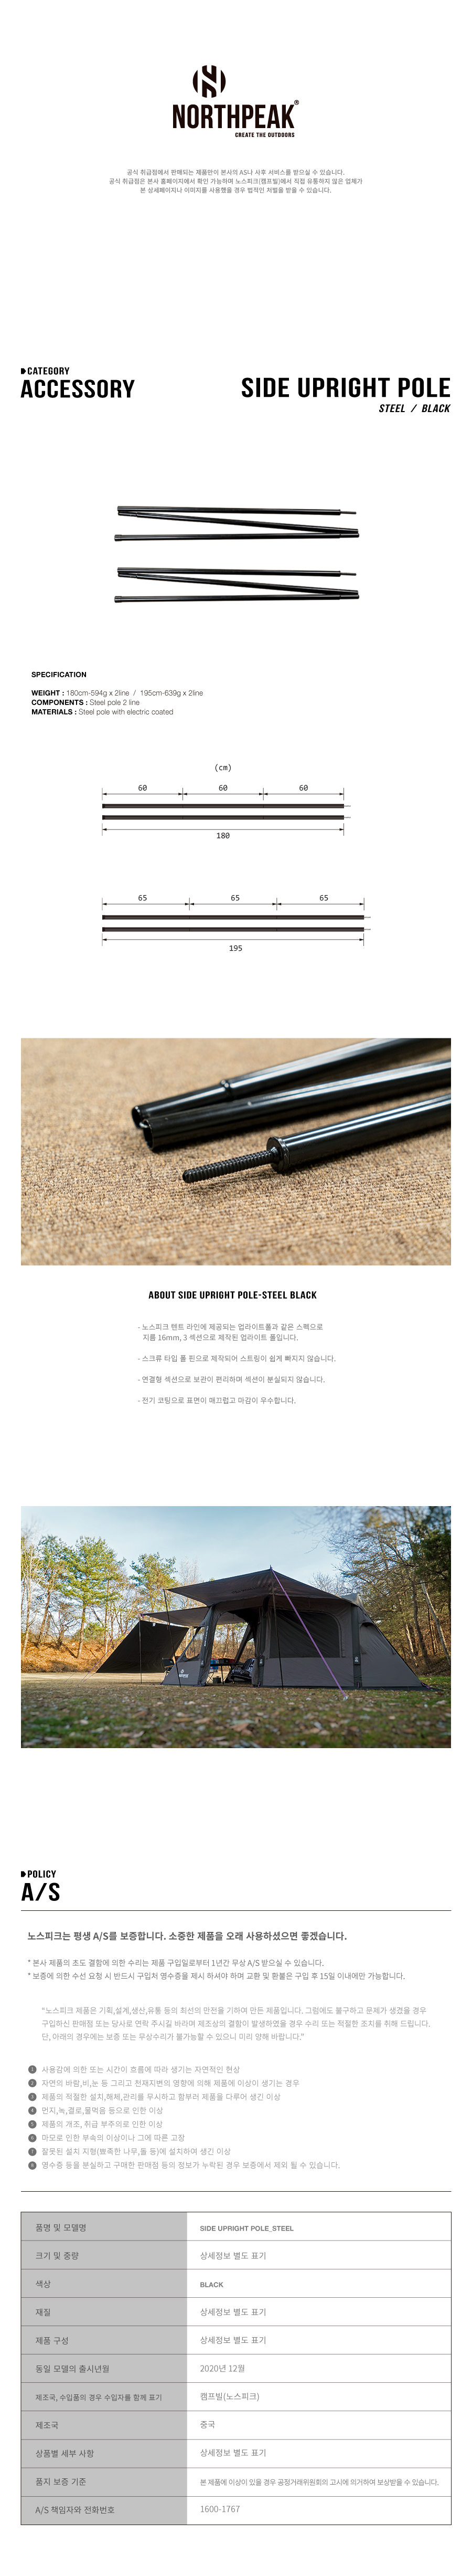 NORTHPEAK®
CREATE THE OUTDOORS
공식 취급점에서 판매되는 제품만이 본사의 AS나 사후 서비스를 받으실 수 있습니다.
공식 취급점은 본사 홈페이지에서 확인 가능하며 노스피크(캠프빌)에서 직접 유통하지 않은 업체가
본 상세페이지나 이미지를 사용했을 경우 법적인 처벌을 받을 수 있습니다.
CATEGORY
ACCESSORY
SIDE UPRIGHT POLE
STEEL / BLACK
SPECIFICATION
WEIGHT : 180cm-594g x 2line / 195cm-639g x 2line
COMPONENTS : Steel pole 2 line
MATERIALS : Steel pole with electric coated
(cm)
60 60 60
180
65 65 65
195
ABOUT SIDE UPRIGHT POLE-STEEL BLACK
- 노스피크 텐트 라인에 제공되는 업라이트폴과 같은 스펙으로
지름 16mm, 3 섹션으로 제작된 업라이트 폴입니다.
- 스크류 타입 폴 핀으로 제작되어 스트링이 쉽게 빠지지 않습니다.
- 연결형 섹션으로 보관이 편리하며 섹션이 분실되지 않습니다.
- 전기 코팅으로 표면이 매끄럽고 마감이 우수합니다.
POLICY
A/S
노스피크는 평생 A/S를 보증합니다. 소중한 제품을 오래 사용하셨으면 좋겠습니다.
* 본사 제품의 초도 결함에 의한 수리는 제품 구입일로부터 1년간 무상 A/S 받으실 수 있습니다.
* 보증에 의한 수선 요청 시 반드시 구입처 영수증을 제시 하셔야 하며 교환 및 환불은 구입 후 15일 이내에만 가능합니다.
"노스피크 제품은 기획,설계,생산,유통 등의 최선의 만전을 기하여 만든 제품입니다. 그럼에도 불구하고 문제가 생겼을 경우
구입하신 판매점 또는 당사로 연락 주시길 바라며 제조상의 결함이 발생하였을 경우 수리 또는 적절한 조치를 취해 드립니다.
단, 아래의 경우에는 보증 또는 무상수리가 불가능할 수 있으니 미리 양해 바랍니다."
1 사용감에 의한 또는 시간이 흐름에 따라 생기는 자연적인 현상
2 자연의 바람,비,눈 등 그리고 천재지변의 영향에 의해 제품에 이상이 생기는 경우
3 제품의 적절한 설치,해체,관리를 무시하고 함부러 제품을 다루어 생긴 이상
4 먼지,녹,결로,물먹음 등으로 인한 이상
5 제품의 개조, 취급 부주의로 인한 이상
6 마모로 인한 부속의 이상이나 그에 따른 고장
7 잘못된 설치 지형(뾰족한 나무,돌 등)에 설치하여 생긴 이상
8 영수증 등을 분실하고 구매한 판매점 등의 정보가 누락된 경우 보증에서 제외 될 수 있습니다.
품명 및 모델명 SIDE UPRIGHT POLE_STEEL
크기 및 중량 상세정보 별도 표기
색상 BLACK
재질 상세정보 별도 표기
제품 구성 상세정보 별도 표기
동일 모델의 출시년월 2020년 12월
제조국, 수입품의 경우 수입자를 함께 표기 캠프빌(노스피크)
제조국 중국
상품별 세부 사항 상세정보 별도 표기
품지 보증 기준 본 제품에 이상이 있을 경우 공정거래위원회의 고시에 의거하여 보상받을 수 있습니다.
A/S 책임자와 전화번호 1600-1767